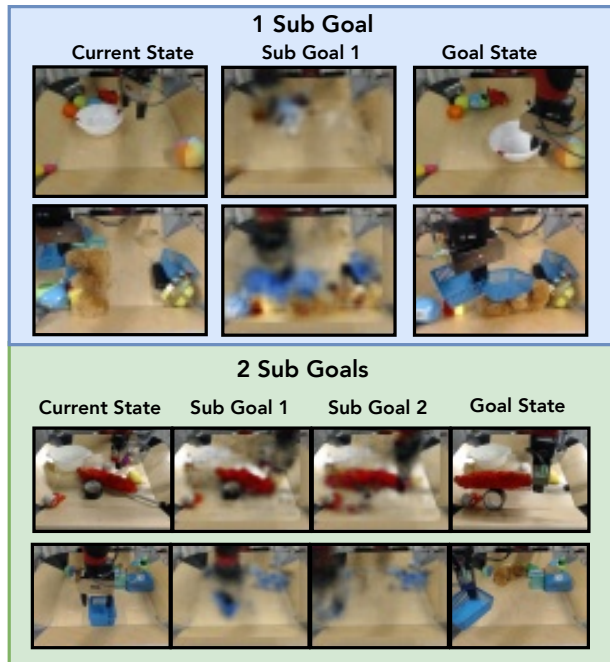 1 Sub Goal
Current State Sub Goal 1 Goal State
2 Sub Goals
Current State Sub Goal 1 Sub Goal 2 Goal State